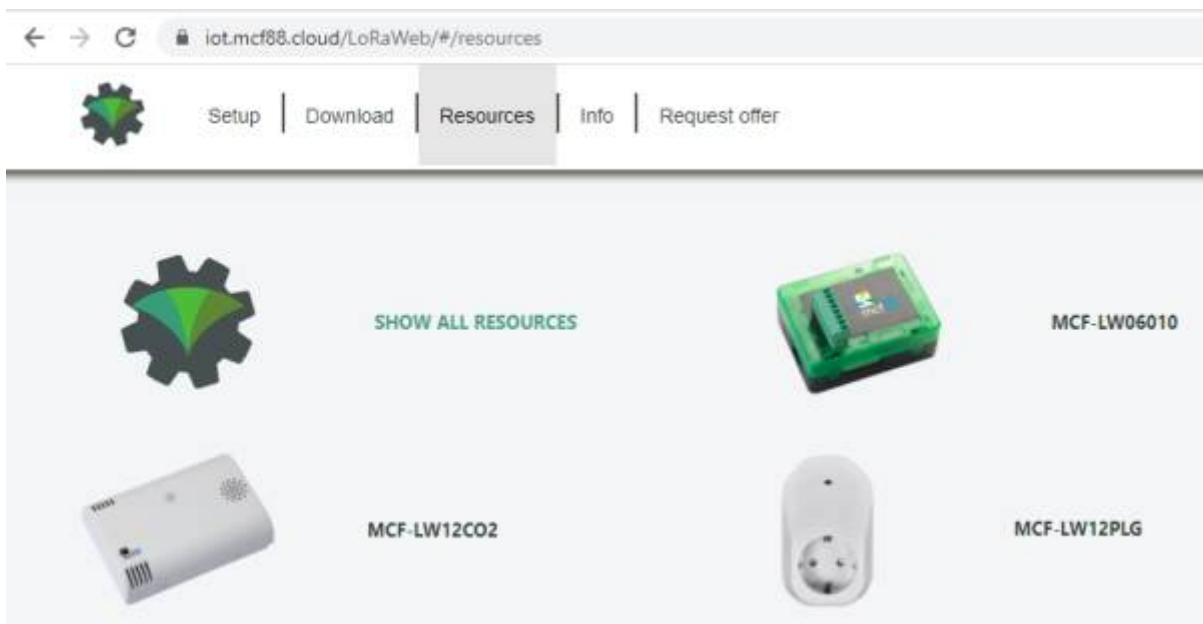 iot.mcf88.cloud/LoRaWeb/#/resources
Setup Download Resources Info Request offer
SHOW ALL RESOURCES
MCF-LW06010
MCF-LW12CO2
MCF-LW12PLG